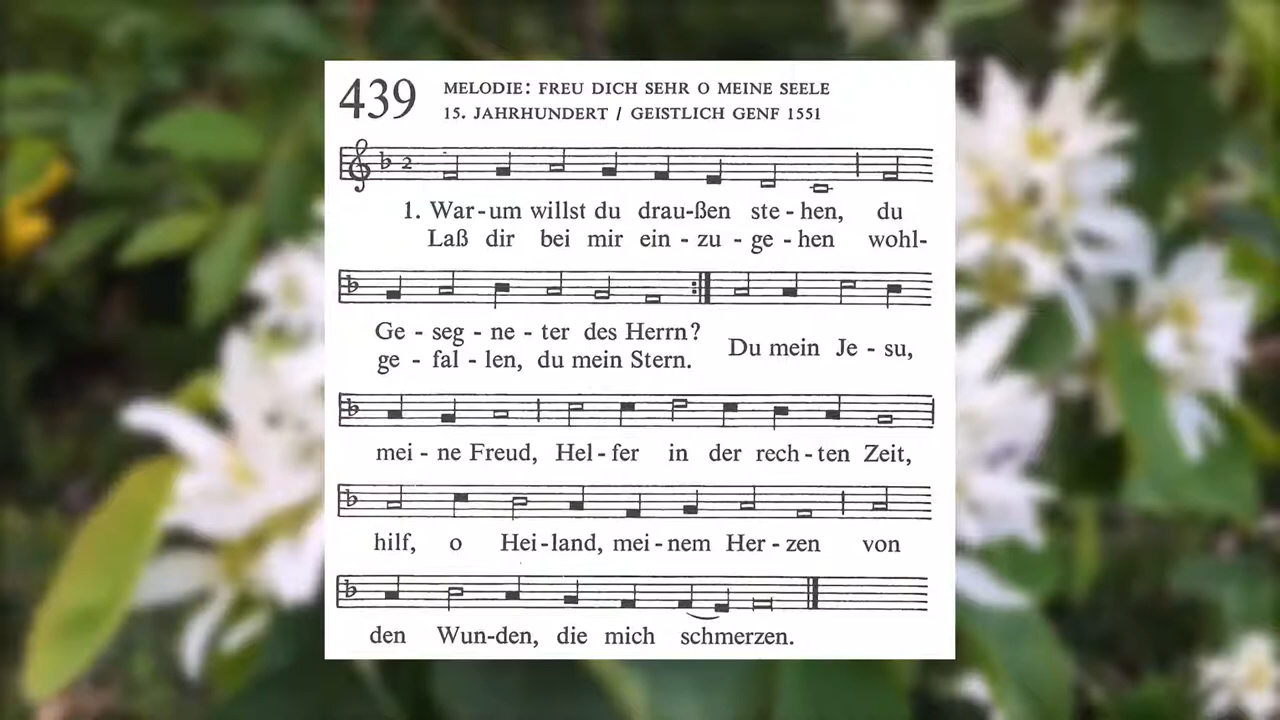 439
MELODIE: FREU DICH SEHR O MEINE SEELE
15. JAHRHUNDERT / GEISTLICH GENF 1551
2
1. War-um willst du drau-ßen ste - hen, du
Laß dir bei mir ein - zu - ge - hen wohl-
Ge - seg - ne - ter des Herrn?
ge - fal - len, du mein Stern.
Du mein Je - su,
mei - ne Freud, Hel - fer in der rech - ten Zeit,
hilf, o Hei - land, mei - nem Her - zen von
den Wun-den, die mich schmerzen.